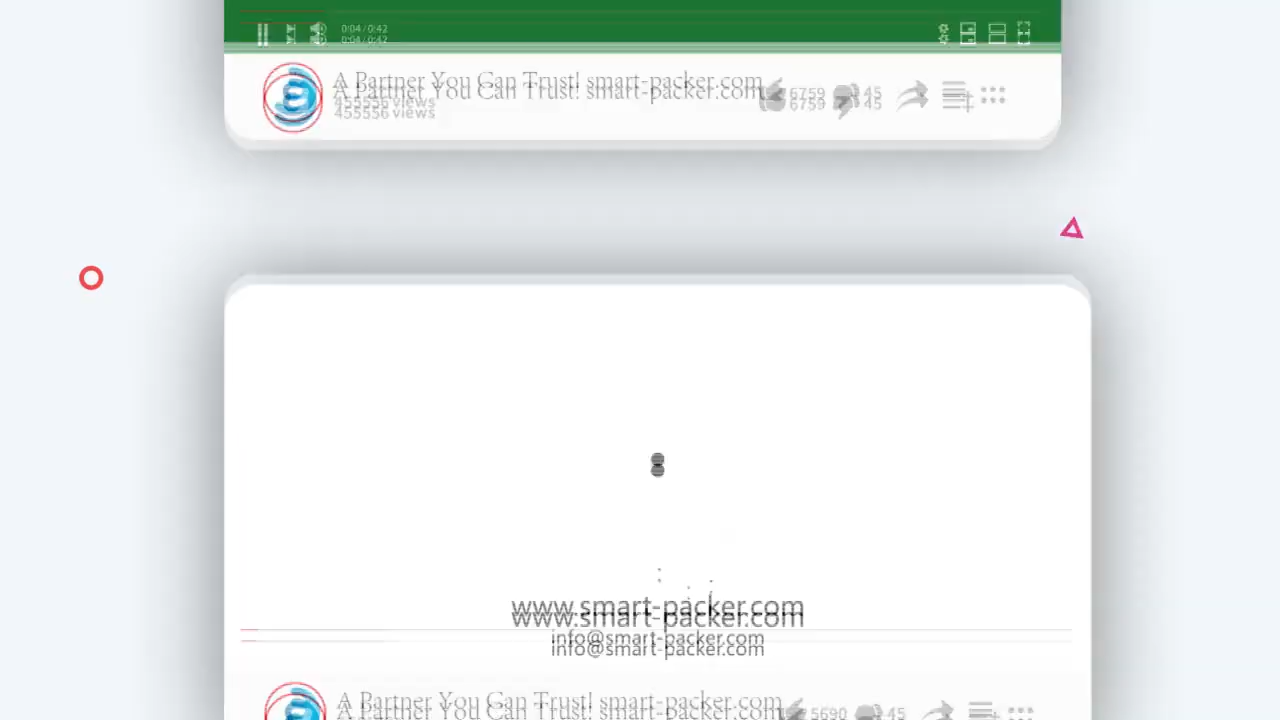 0:04 / 0:42
A Partner You Can Trust! smart-packer.com
455556 views
6759
45
www.smart-packer.com
info@smart-packer.com
A Partner You Can Trust! smart-packer.com
5690
45